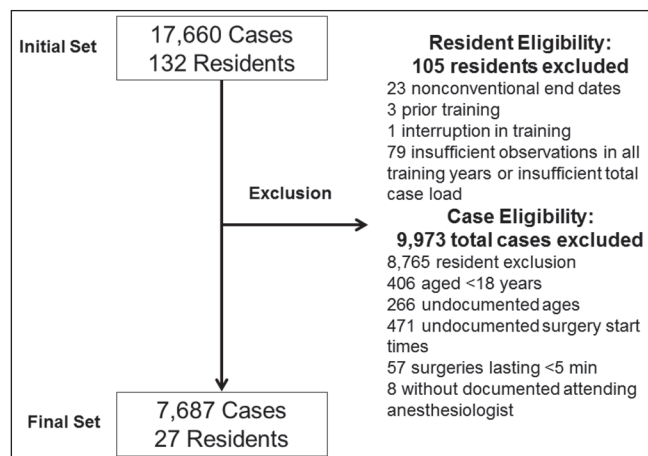 Initial Set
17,660 Cases
132 Residents
Resident Eligibility:
105 residents excluded
23 nonconventional end dates
3 prior training
1 interruption in training
79 insufficient observations in all
training years or insufficient total
case load
Exclusion
Case Eligibility:
9,973 total cases excluded
8,765 resident exclusion
406 aged <18 years
266 undocumented ages
471 undocumented surgery start
times
57 surgeries lasting <5 min
8 without documented attending
anesthesiologist
Final Set
7,687 Cases
27 Residents